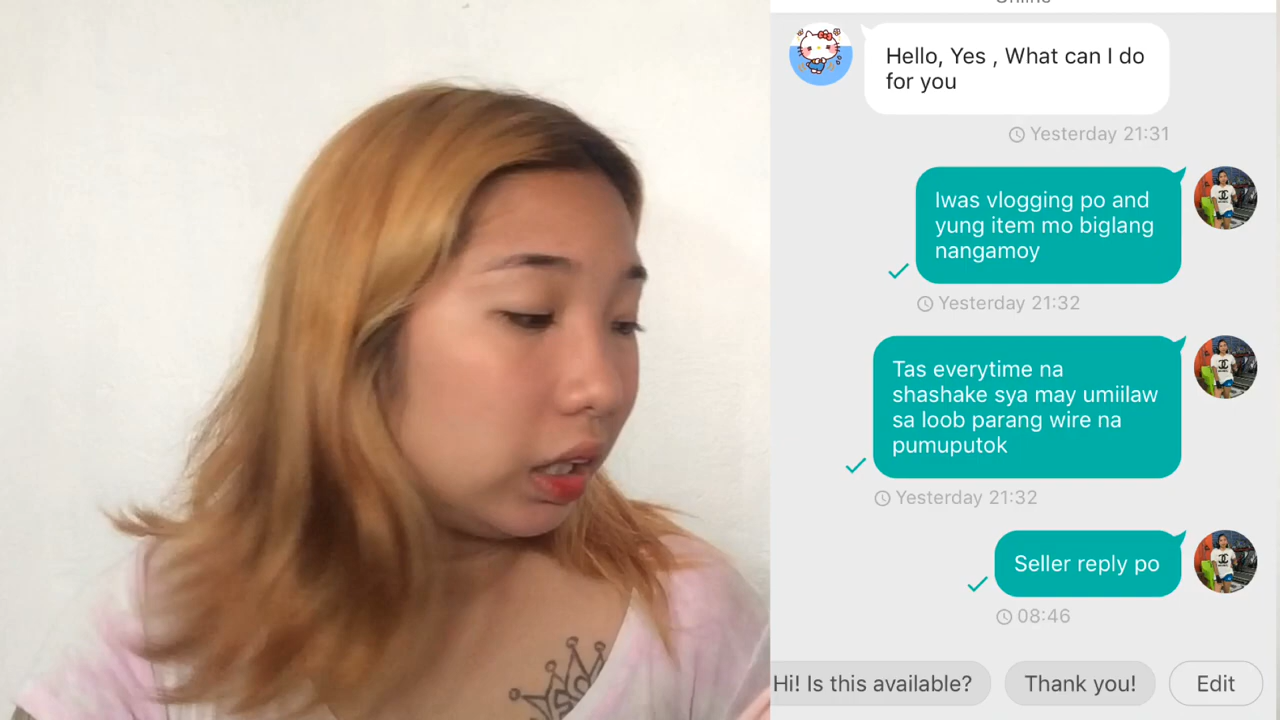 Online
Hello, Yes , What can I do
for you
Yesterday 21:31
Iwas vlogging po and
yung item mo biglang
nangamoy
Yesterday 21:32
Tas everytime na
shashake sya may umiilaw
sa loob parang wire na
pumuputok
Yesterday 21:32
Seller reply po
08:46
Hi! Is this available?
Thank you!
Edit